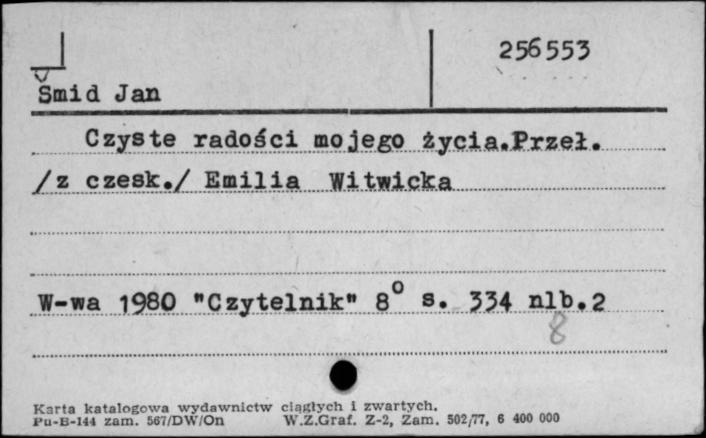 256553
Šmid Jan
Czyste radości mojego życia.Przeł.
/z czesk./ Emilia Witwicka
W-wa 1980 "Czytelnik" 8° s. 334 nlb.2
8
Karta katalogowa wydawnictw ciągłych i zwartych.
Pu-B-144 zam. 567/DW/On W.Z.Graf. Z-2, Zam. 502/77, 6 400 000